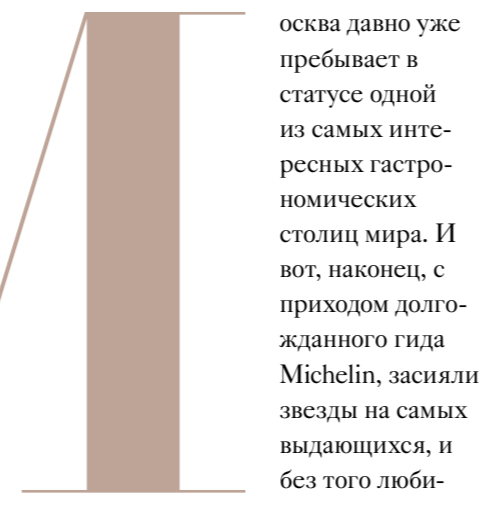 М
осква давно уже
пребывает в
статусе одной
из самых инте-
ресных гастро-
номических
столиц мира. И
вот, наконец, с
приходом долго-
жданного гида
Michelin, засияли
звезды на самых
выдающихся, и
без того люби-